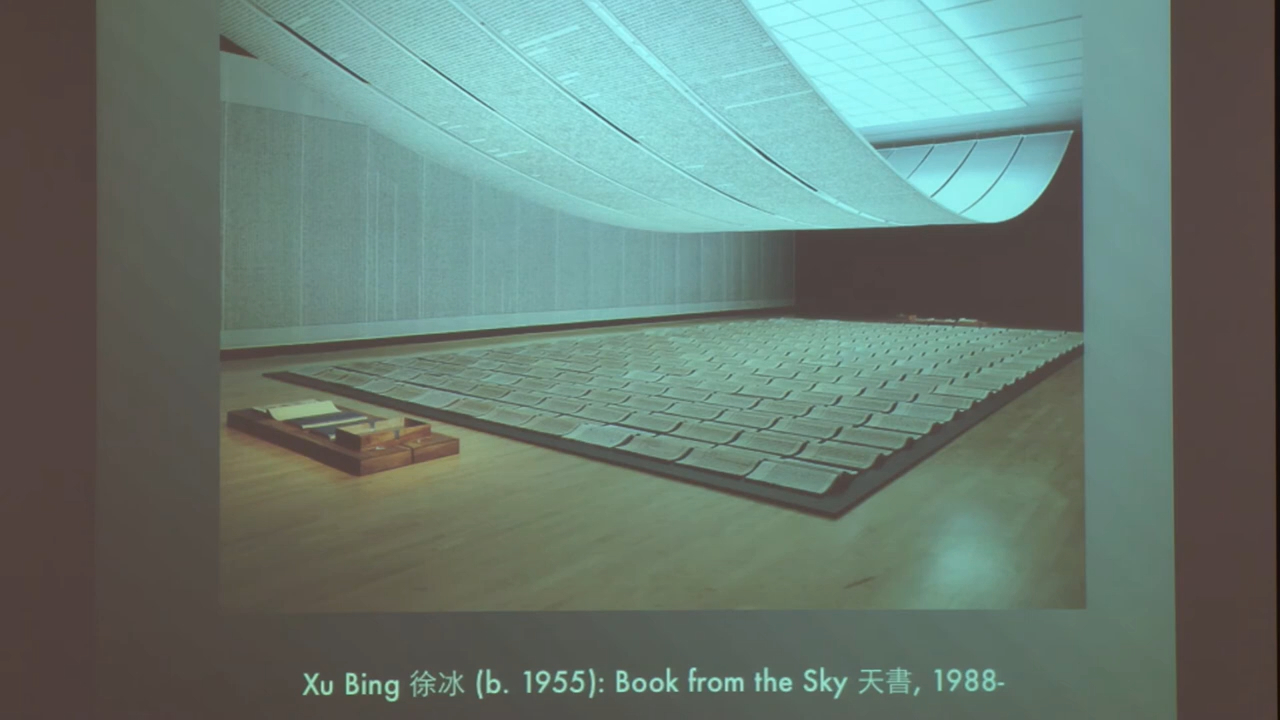 Xu Bing 徐冰 (b. 1955): Book from the Sky 天書, 1988-